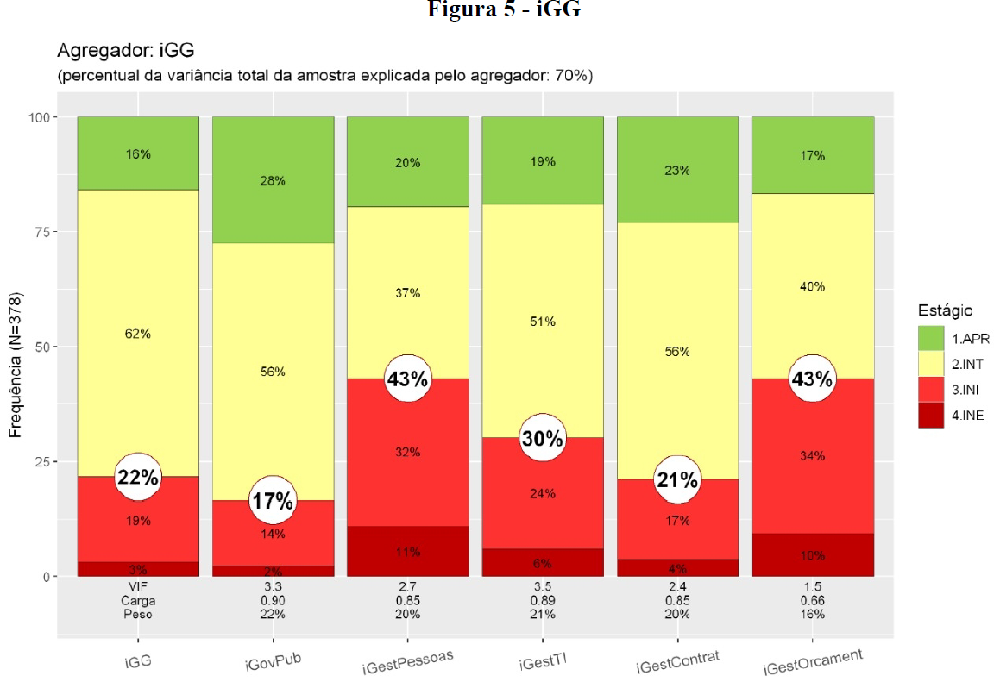 Figura 5 - iGG
Agregador: iGG
(percentual da variância total da amostra explicada pelo agregador: 70%)
Frequência (N=378)
100
75
50
25
0
16% 28% 20% 19% 23% 17%
62% 56% 37% 51% 56% 40%
22% 17% 43% 30% 21% 43%
19% 14% 32% 24% 17% 34%
3% 2% 11% 6% 4% 10%
VIF 3.3 2.7 3.5 2.4 1.5
Carga 0.90 0.85 0.89 0.85 0.66
Peso 22% 20% 21% 20% 16%
iGG iGovPub iGestPessoas iGestTI iGestContrat iGestOrcament
Estágio
1.APR
2.INT
3.INI
4.INE